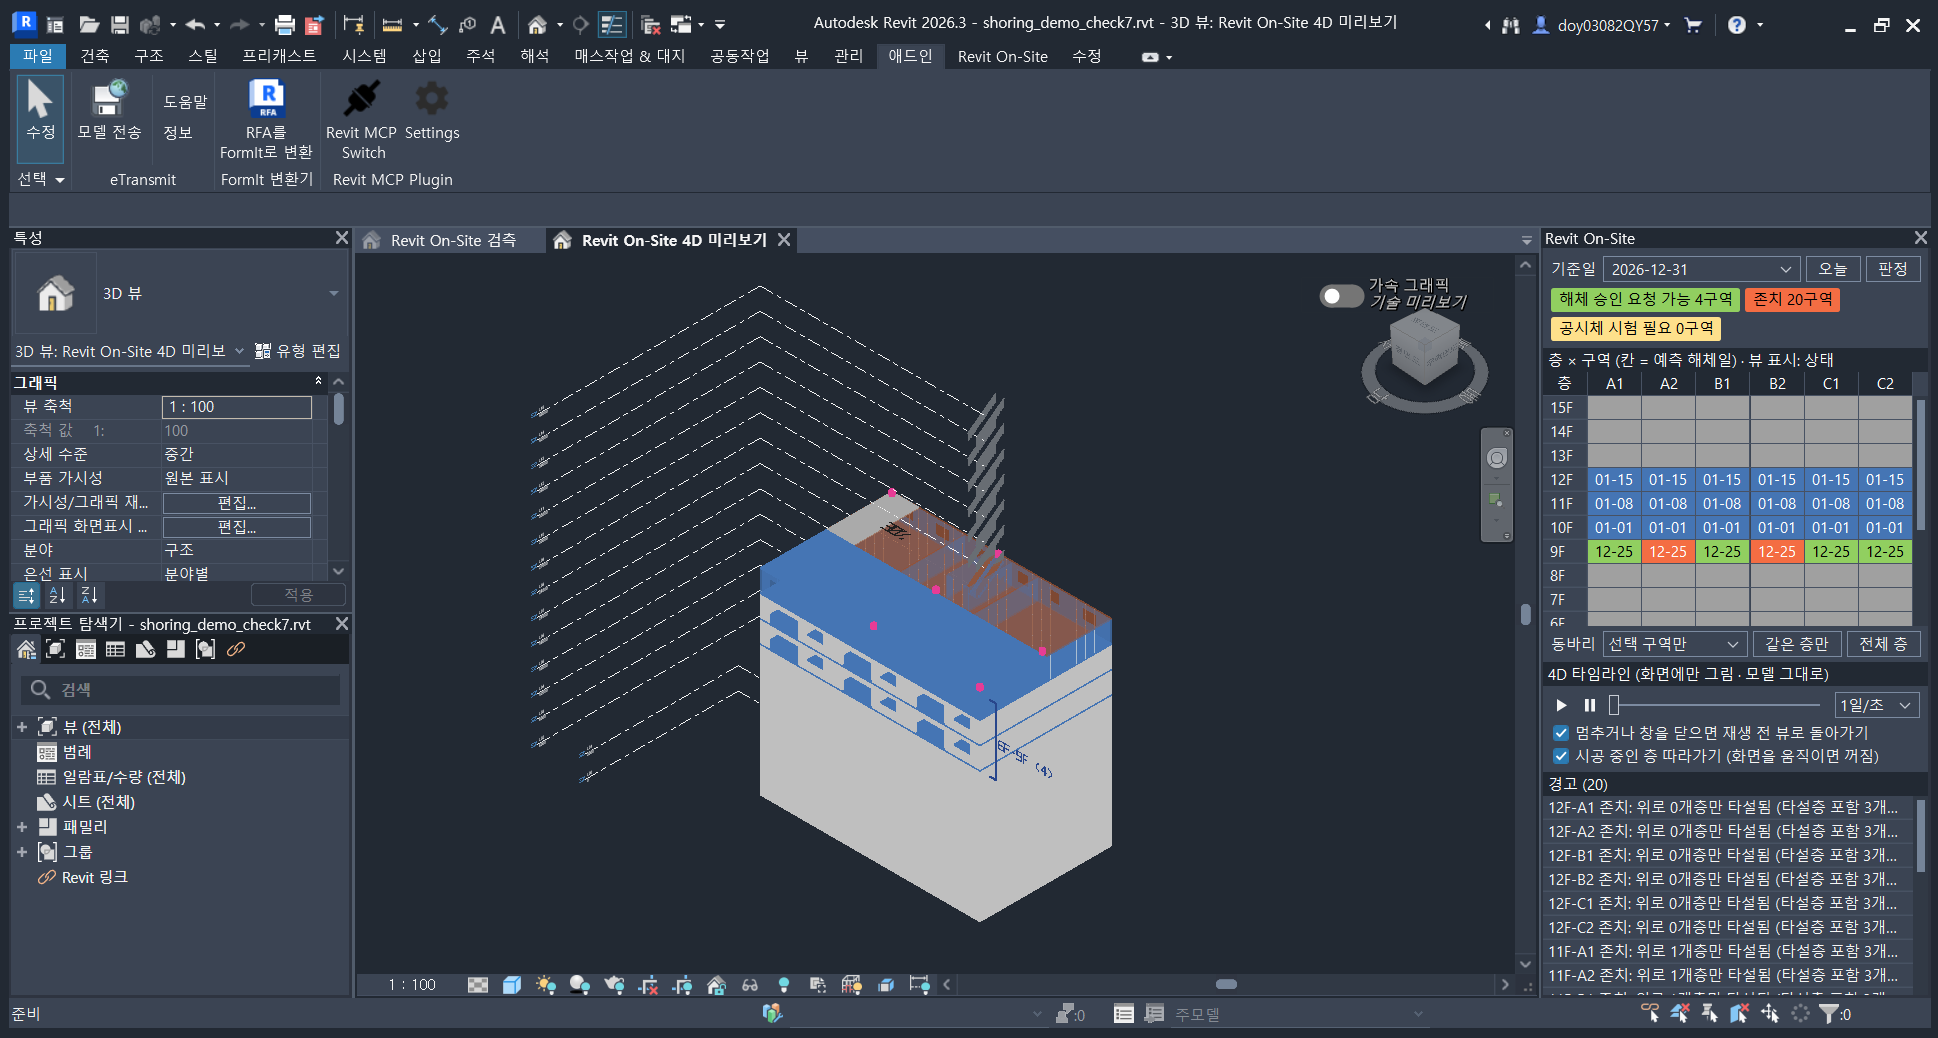 Autodesk Revit 2026.3 - shoring_demo_check7.rvt - 3D 뷰: Revit On-Site 4D 미리보기
doy03082QY57
파일 건축 구조 스틸 프리캐스트 시스템 삽입 주석 해석 매스작업 & 대지 공동작업 뷰 관리 애드인 Revit On-Site 수정
수정
모델 전송
도움말
정보
RFA를
FormIt로 변환
Revit MCP
Switch
Settings
선택
eTransmit
FormIt 변환기
Revit MCP Plugin
특성
3D 뷰
3D 뷰: Revit On-Site 4D 미리보
유형 편집
그래픽
뷰 축척 1 : 100
축척 값 1: 100
상세 수준 중간
부품 가시성 원본 표시
가시성/그래픽 재... 편집...
그래픽 화면표시 ... 편집...
분야 구조
은선 표시 분야별
적용
프로젝트 탐색기 - shoring_demo_check7.rvt
검색
뷰 (전체)
범례
일람표/수량 (전체)
시트 (전체)
패밀리
그룹
Revit 링크
Revit On-Site 검측
Revit On-Site 4D 미리보기
가속 그래픽
기술 미리보기
6F-9F (4)
1 : 100
Revit On-Site
기준일 2026-12-31 오늘 판정
해체 승인 요청 가능 4구역 존치 20구역
공시체 시험 필요 0구역
층 × 구역 (칸 = 예측 해체일) · 뷰 표시: 상태
층 A1 A2 B1 B2 C1 C2
15F
14F
13F
12F 01-15 01-15 01-15 01-15 01-15 01-15
11F 01-08 01-08 01-08 01-08 01-08 01-08
10F 01-01 01-01 01-01 01-01 01-01 01-01
9F 12-25 12-25 12-25 12-25 12-25 12-25
8F
7F
6F
동바리 선택 구역만 같은 층만 전체 층
4D 타임라인 (화면에만 그림 · 모델 그대로)
1일/초
멈추거나 창을 닫으면 재생 전 뷰로 돌아가기
시공 중인 층 따라가기 (화면을 움직이면 꺼짐)
경고 (20)
12F-A1 존치: 위로 0개층만 타설됨 (타설층 포함 3개...
12F-A2 존치: 위로 0개층만 타설됨 (타설층 포함 3개...
12F-B1 존치: 위로 0개층만 타설됨 (타설층 포함 3개...
12F-B2 존치: 위로 0개층만 타설됨 (타설층 포함 3개...
12F-C1 존치: 위로 0개층만 타설됨 (타설층 포함 3개...
12F-C2 존치: 위로 0개층만 타설됨 (타설층 포함 3개...
11F-A1 존치: 위로 1개층만 타설됨 (타설층 포함 3개...
11F-A2 존치: 위로 1개층만 타설됨 (타설층 포함 3개...
준비
:0
주모델
:0